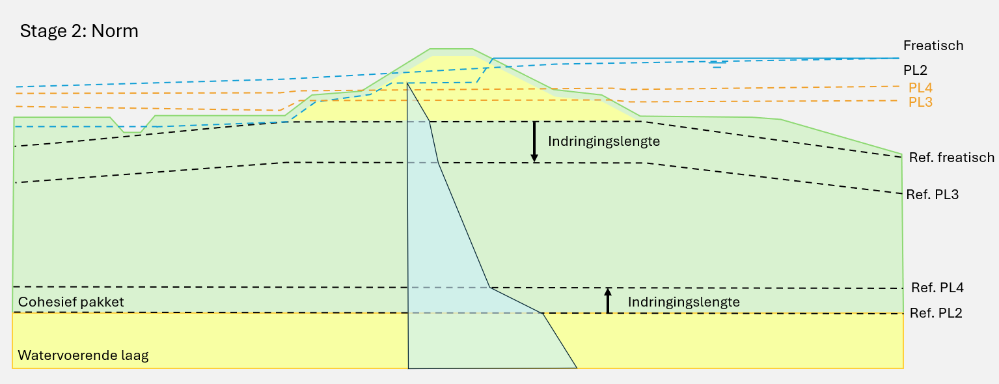 Stage 2: Norm
Freatisch
PL2
PL4
PL3
Indringingslengte
Ref. freatisch
Ref. PL3
Ref. PL4
Cohesief pakket
Indringingslengte
Ref. PL2
Watervoerende laag